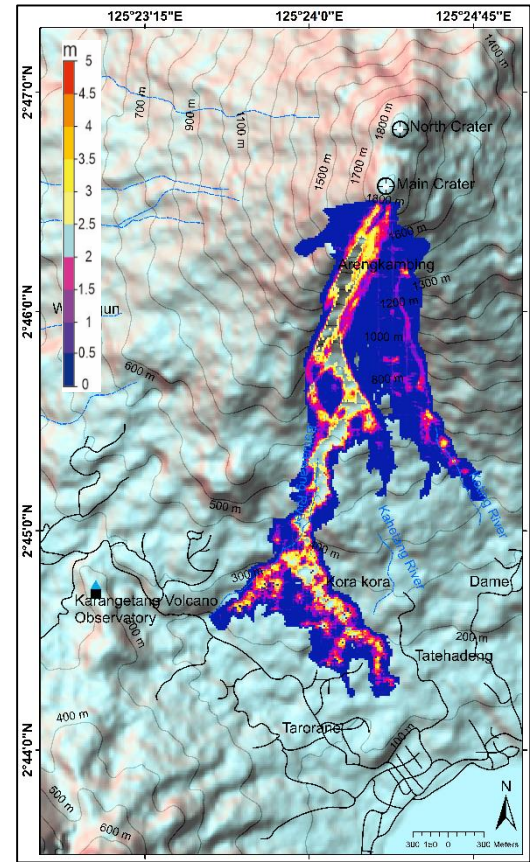 125°23'15"E 125°24'0"E 125°24'45"E
2°47'0"N
2°46'0"N
2°45'0"N
2°44'0"N
m
5
4.5
4
3.5
3
2.5
2
1.5
1
0.5
0
1400 m
700 m
900 m
1100 m
1800 m
North Crater
1500 m
1700 m
Main Crater
1800 m
1600 m
Arengkambing
1300 m
1200 m
1000 m
800 m
600 m
500 m
River
Kahetang River
300 m
Kora kora
Dame
Karangetang Volcano
Observatory
200 m
Tatehadeng
400 m
Tarorane
100 m
500 m
600 m
N
300 150 0 300 Meters